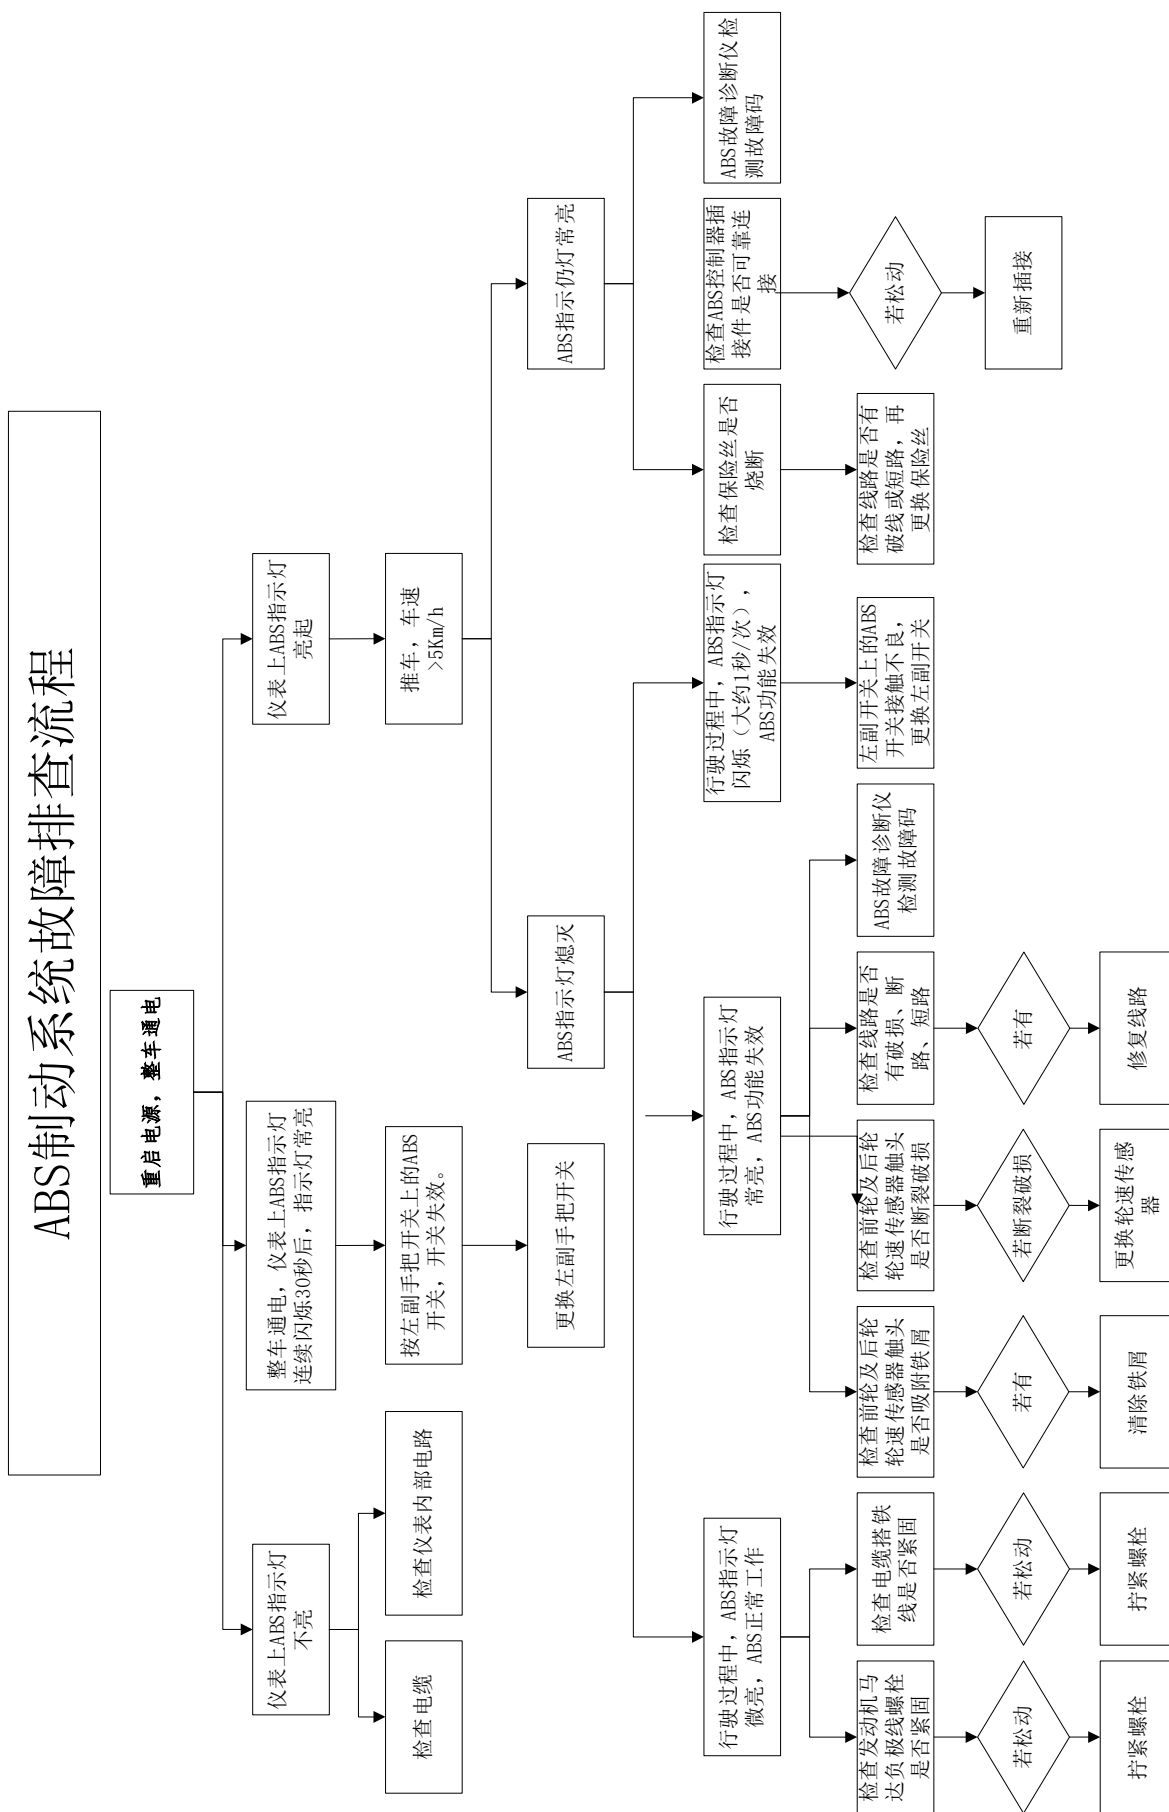 ABS制动系统故障排查流程
重启电源，整车通电
仪表上ABS指示灯
不亮
整车通电，仪表上ABS指示灯
连续闪烁30秒后，指示灯常亮
仪表上ABS指示灯
亮起
检查电缆
检查仪表内部电路
按左副手把开关上的ABS
开关，开关失效。
推车，车速
>5Km/h
更换左副手把开关
ABS指示灯熄灭
ABS指示仍灯常亮
行驶过程中，ABS指示灯
微亮，ABS正常工作
行驶过程中，ABS指示灯
常亮，ABS功能失效
行驶过程中，ABS指示灯
闪烁（大约1秒/次），
ABS功能失效
检查保险丝是否
烧断
检查ABS控制器插
接件是否可靠连
接
ABS故障诊断仪检
测故障码
检查发动机马
达负极线螺栓
是否紧固
检查电缆搭铁
线是否紧固
检查前轮及后轮
轮速传感器触头
是否吸附铁屑
检查前轮及后轮
轮速传感器触头
是否断裂破损
检查线路是否
有破损、断
路、短路
ABS故障诊断仪
检测故障码
左副开关上的ABS
开关接触不良，
更换左副开关
检查线路是否有
破线或短路，再
更换保险丝
若松动
若松动
若松动
若有
若断裂破损
若有
重新插接
拧紧螺栓
拧紧螺栓
清除铁屑
更换轮速传感
器
修复线路